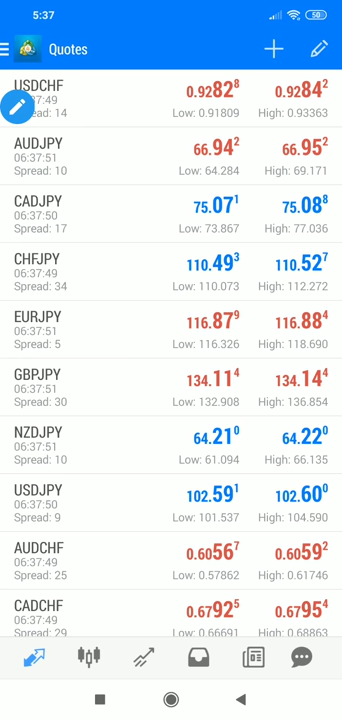 5:37
50
Quotes
USDCHF
0.92828 0.92842
37:49
ead: 14 Low: 0.91809 High: 0.93363
AUDJPY
06:37:51 66.942 66.952
Spread: 10 Low: 64.284 High: 69.171
CADJPY
06:37:50 75.071 75.088
Spread: 17 Low: 73.867 High: 77.036
CHFJPY
06:37:49 110.493 110.527
Spread: 34 Low: 110.073 High: 112.272
EURJPY
06:37:51 116.879 116.884
Spread: 5 Low: 116.326 High: 118.690
GBPJPY
06:37:51 134.114 134.144
Spread: 30 Low: 132.908 High: 136.854
NZDJPY
06:37:51 64.210 64.220
Spread: 10 Low: 61.094 High: 66.135
USDJPY
06:37:50 102.591 102.600
Spread: 9 Low: 101.537 High: 104.590
AUDCHF
06:37:49 0.60567 0.60592
Spread: 25 Low: 0.57862 High: 0.61746
CADCHF
06:37:49 0.67925 0.67954
Spread: 29 Low: 0.66691 High: 0.68863